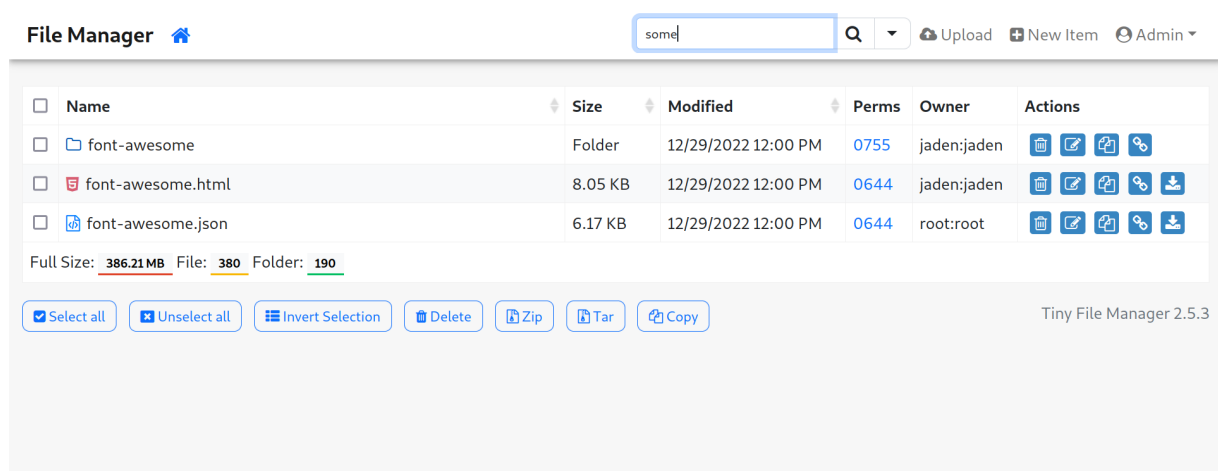 File Manager some Upload New Item Admin
Name Size Modified Perms Owner Actions
font-awesome Folder 12/29/2022 12:00 PM 0755 jaden:jaden
font-awesome.html 8.05 KB 12/29/2022 12:00 PM 0644 jaden:jaden
font-awesome.json 6.17 KB 12/29/2022 12:00 PM 0644 root:root
Full Size: 386.21 MB File: 380 Folder: 190
Select all Unselect all Invert Selection Delete Zip Tar Copy Tiny File Manager 2.5.3